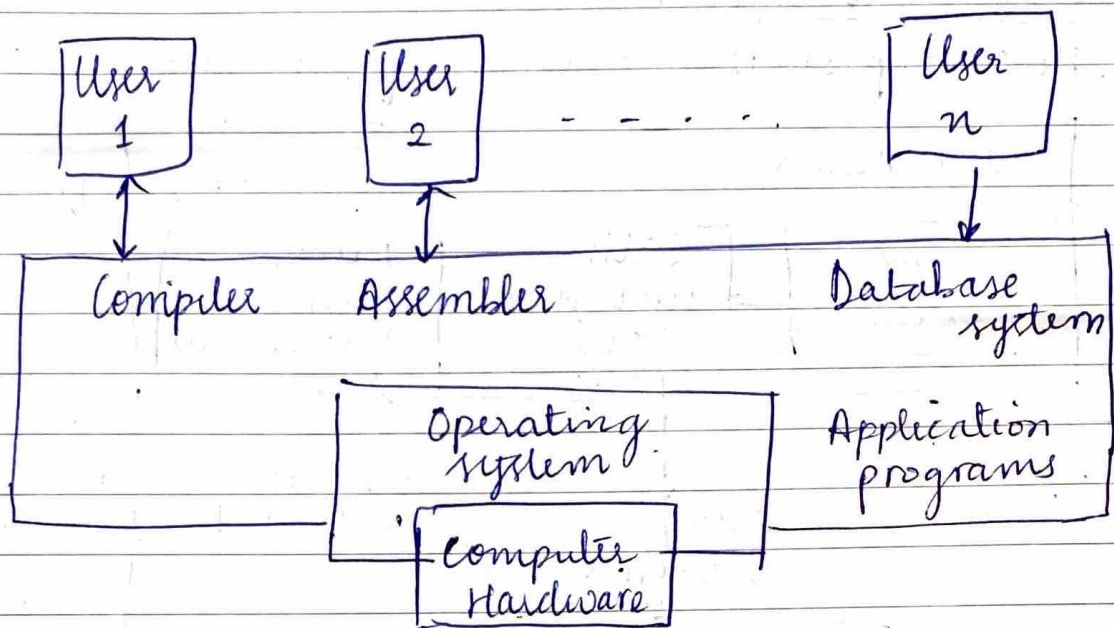 User
1
User
2
User
n
Compiler
Assembler
Database
system
Operating
system
Application
programs
Computer
Hardware